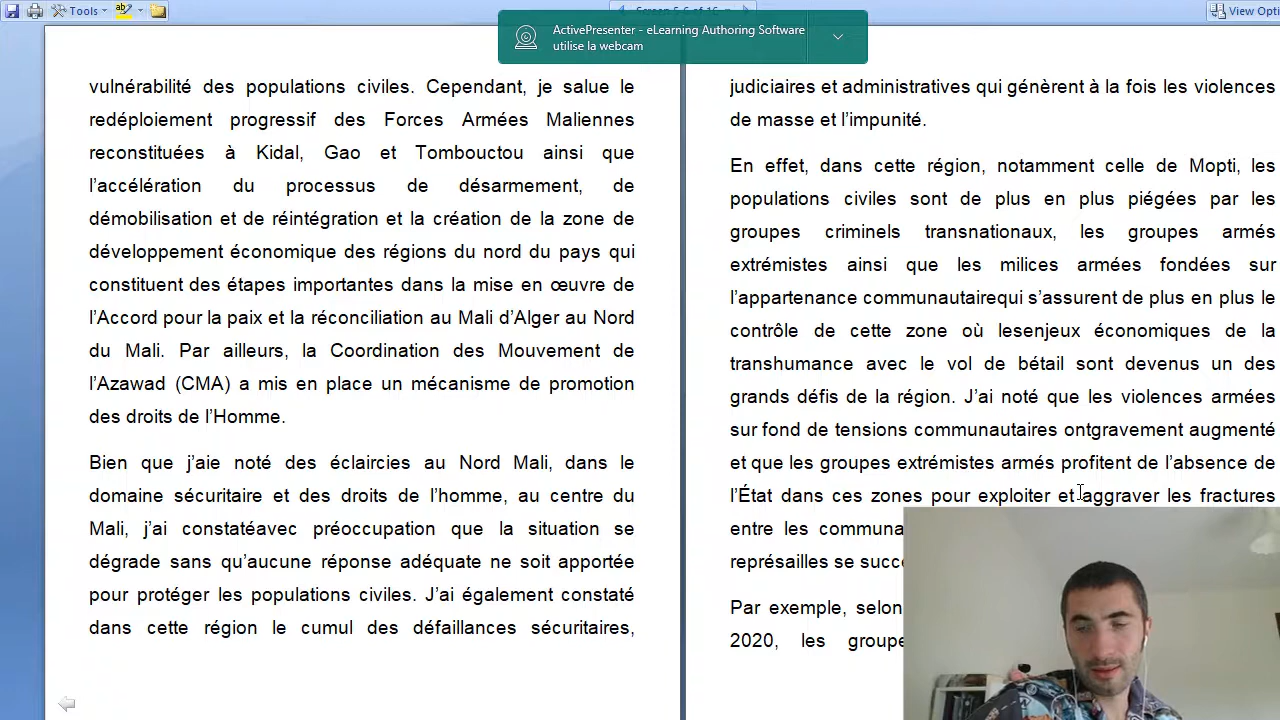 Tools
Screen 5-6 of 16
View Opti
ActivePresenter - eLearning Authoring Software
utilise la webcam
vulnérabilité des populations civiles. Cependant, je salue le
redéploiement progressif des Forces Armées Maliennes
reconstituées à Kidal, Gao et Tombouctou ainsi que
l’accélération du processus de désarmement, de
démobilisation et de réintégration et la création de la zone de
développement économique des régions du nord du pays qui
constituent des étapes importantes dans la mise en œuvre de
l’Accord pour la paix et la réconciliation au Mali d’Alger au Nord
du Mali. Par ailleurs, la Coordination des Mouvement de
l’Azawad (CMA) a mis en place un mécanisme de promotion
des droits de l’Homme.
Bien que j’aie noté des éclaircies au Nord Mali, dans le
domaine sécuritaire et des droits de l’homme, au centre du
Mali, j’ai constatéavec préoccupation que la situation se
dégrade sans qu’aucune réponse adéquate ne soit apportée
pour protéger les populations civiles. J’ai également constaté
dans cette région le cumul des défaillances sécuritaires,
judiciaires et administratives qui génèrent à la fois les violences
de masse et l’impunité.
En effet, dans cette région, notamment celle de Mopti, les
populations civiles sont de plus en plus piégées par les
groupes criminels transnationaux, les groupes armés
extrémistes ainsi que les milices armées fondées sur
l’appartenance communautairequi s’assurent de plus en plus le
contrôle de cette zone où lesenjeux économiques de la
transhumance avec le vol de bétail sont devenus un des
grands défis de la région. J’ai noté que les violences armées
sur fond de tensions communautaires ontgravement augmenté
et que les groupes extrémistes armés profitent de l’absence de
l’État dans ces zones pour exploiter et aggraver les fractures
entre les communa
représailles se succ
Par exemple, selon
2020, les groupe